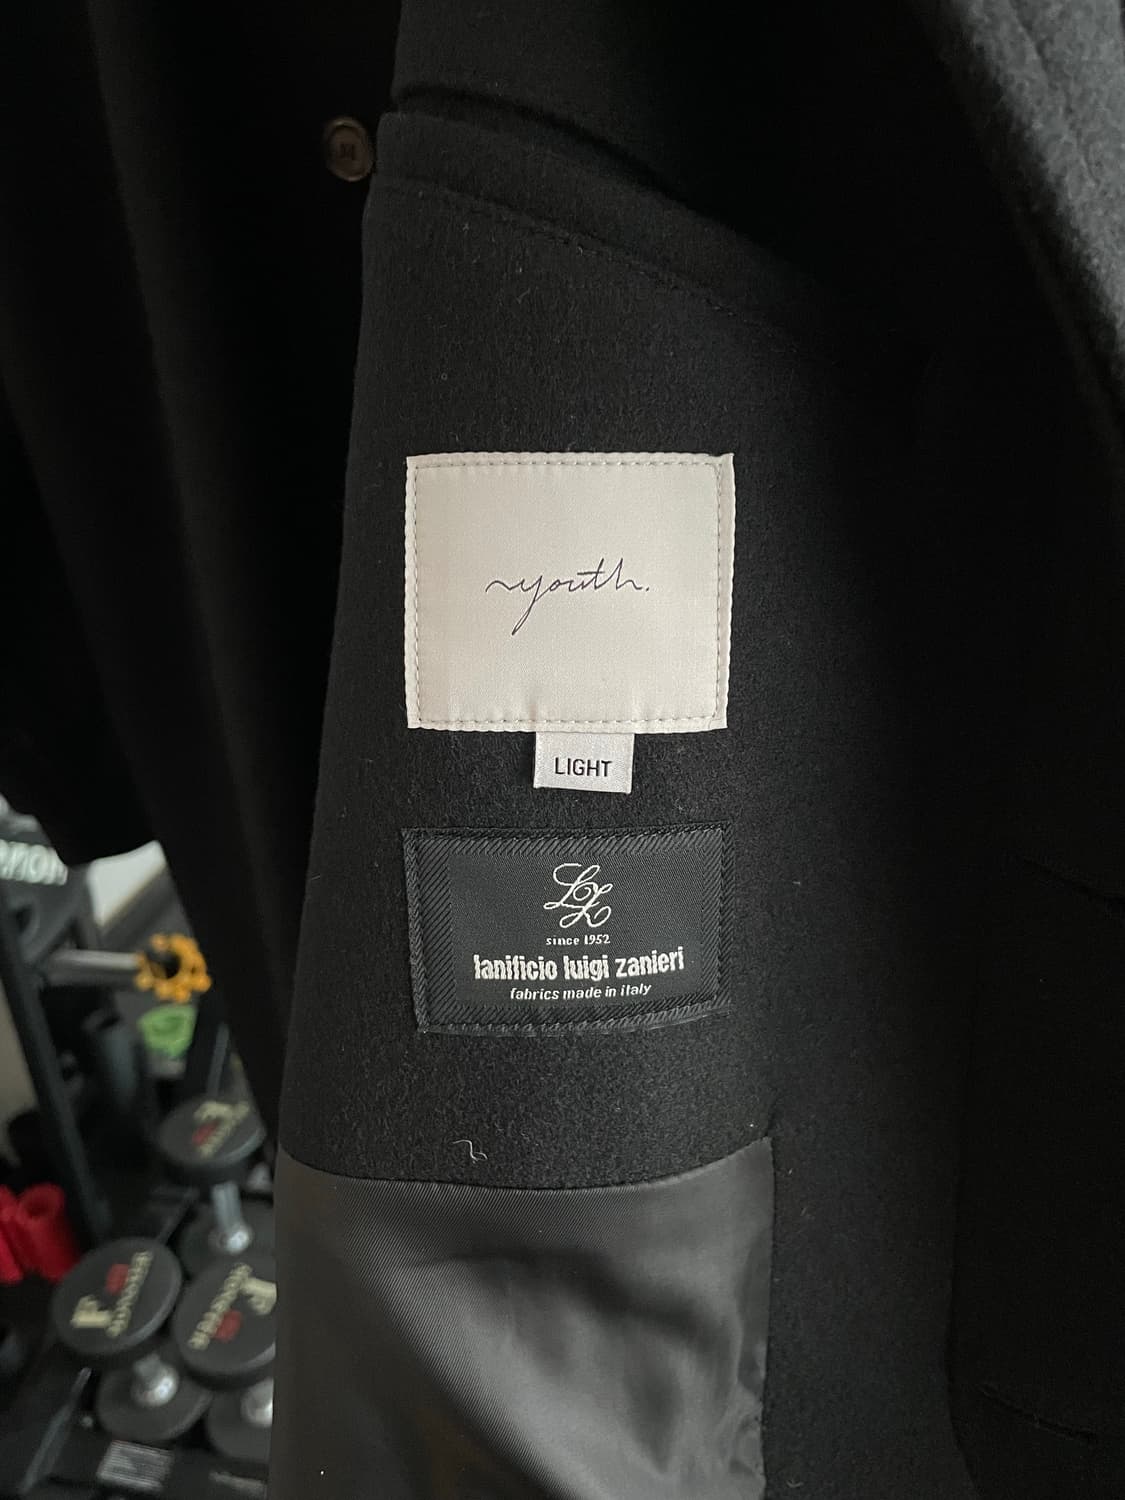 youth.
LIGHT
LZ
since 1952
lanificio luigi zanieri
fabrics made in italy
F
F